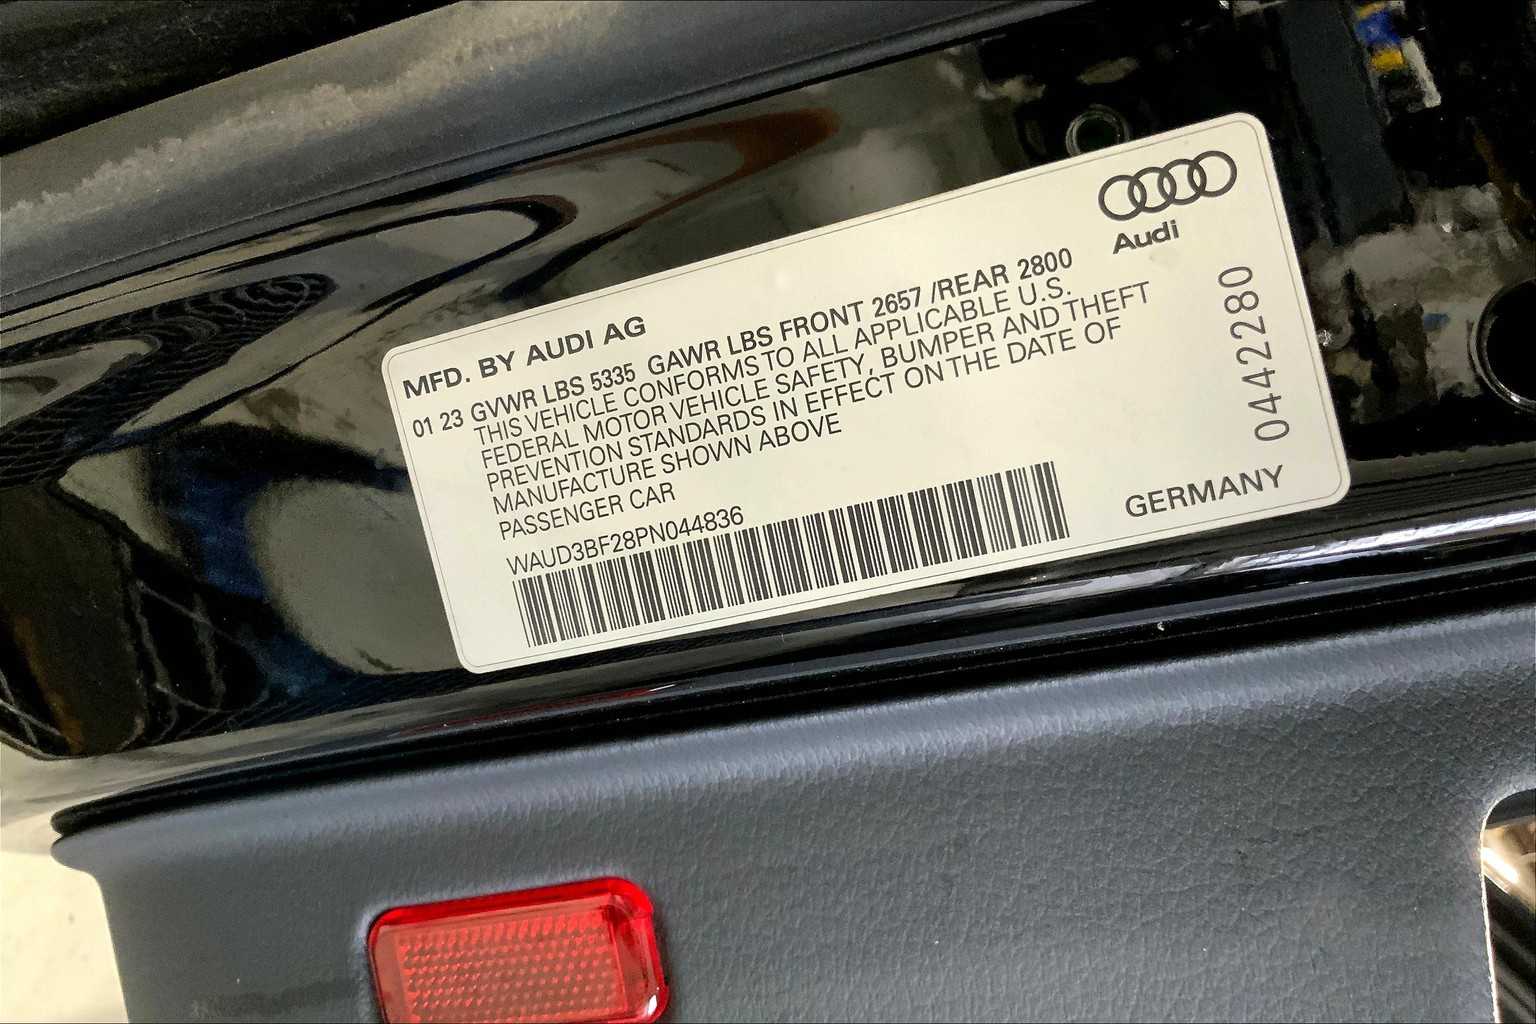 Audi
MFD. BY AUDI AG
01 23 GVWR LBS 5335 GAWR LBS FRONT 2657 /REAR 2800
THIS VEHICLE CONFORMS TO ALL APPLICABLE U.S.
FEDERAL MOTOR VEHICLE SAFETY, BUMPER AND THEFT
PREVENTION STANDARDS IN EFFECT ON THE DATE OF
MANUFACTURE SHOWN ABOVE
PASSENGER CAR
WAUD3BF28PN044836
GERMANY
0442280